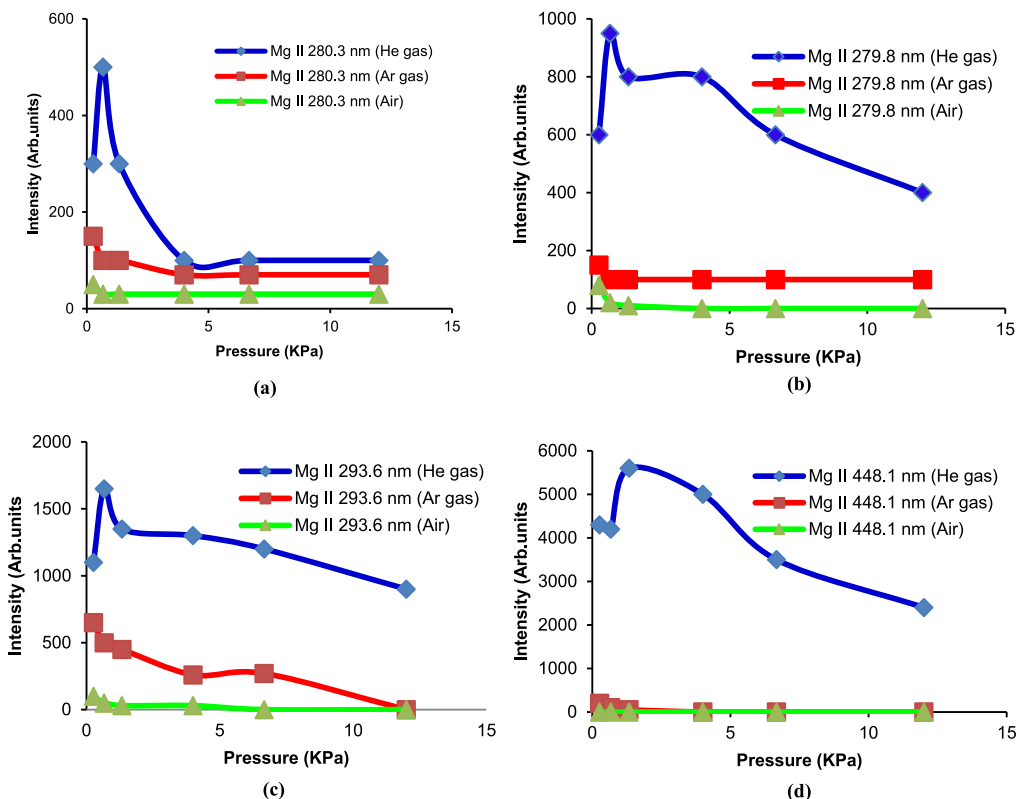 600
400
200
0
0
5
10
15
Intensity (Arb.units)
Pressure (KPa)
Mg II 280.3 nm (He gas)
Mg II 280.3 nm (Ar gas)
Mg II 280.3 nm (Air)
(a)
1000
800
600
400
200
0
0
5
10
15
Intensity (Arb.units
Pressure (KPa)
Mg II 279.8 nm (He gas)
Mg II 279.8 nm (Ar gas)
Mg II 279.8 nm (Air)
(b)
2000
1500
1000
500
0
0
5
10
15
Intensity (Arb.units
Pressure (KPa)
Mg II 293.6 nm (He gas)
Mg II 293.6 nm (Ar gas)
Mg II 293.6 nm (Air)
(c)
6000
5000
4000
3000
2000
1000
0
0
5
10
15
Intensity (Arb.units
Pressure (KPa)
Mg II 448.1 nm (He gas)
Mg II 448.1 nm (Ar gas)
Mg II 448.1 nm (Air)
(d)